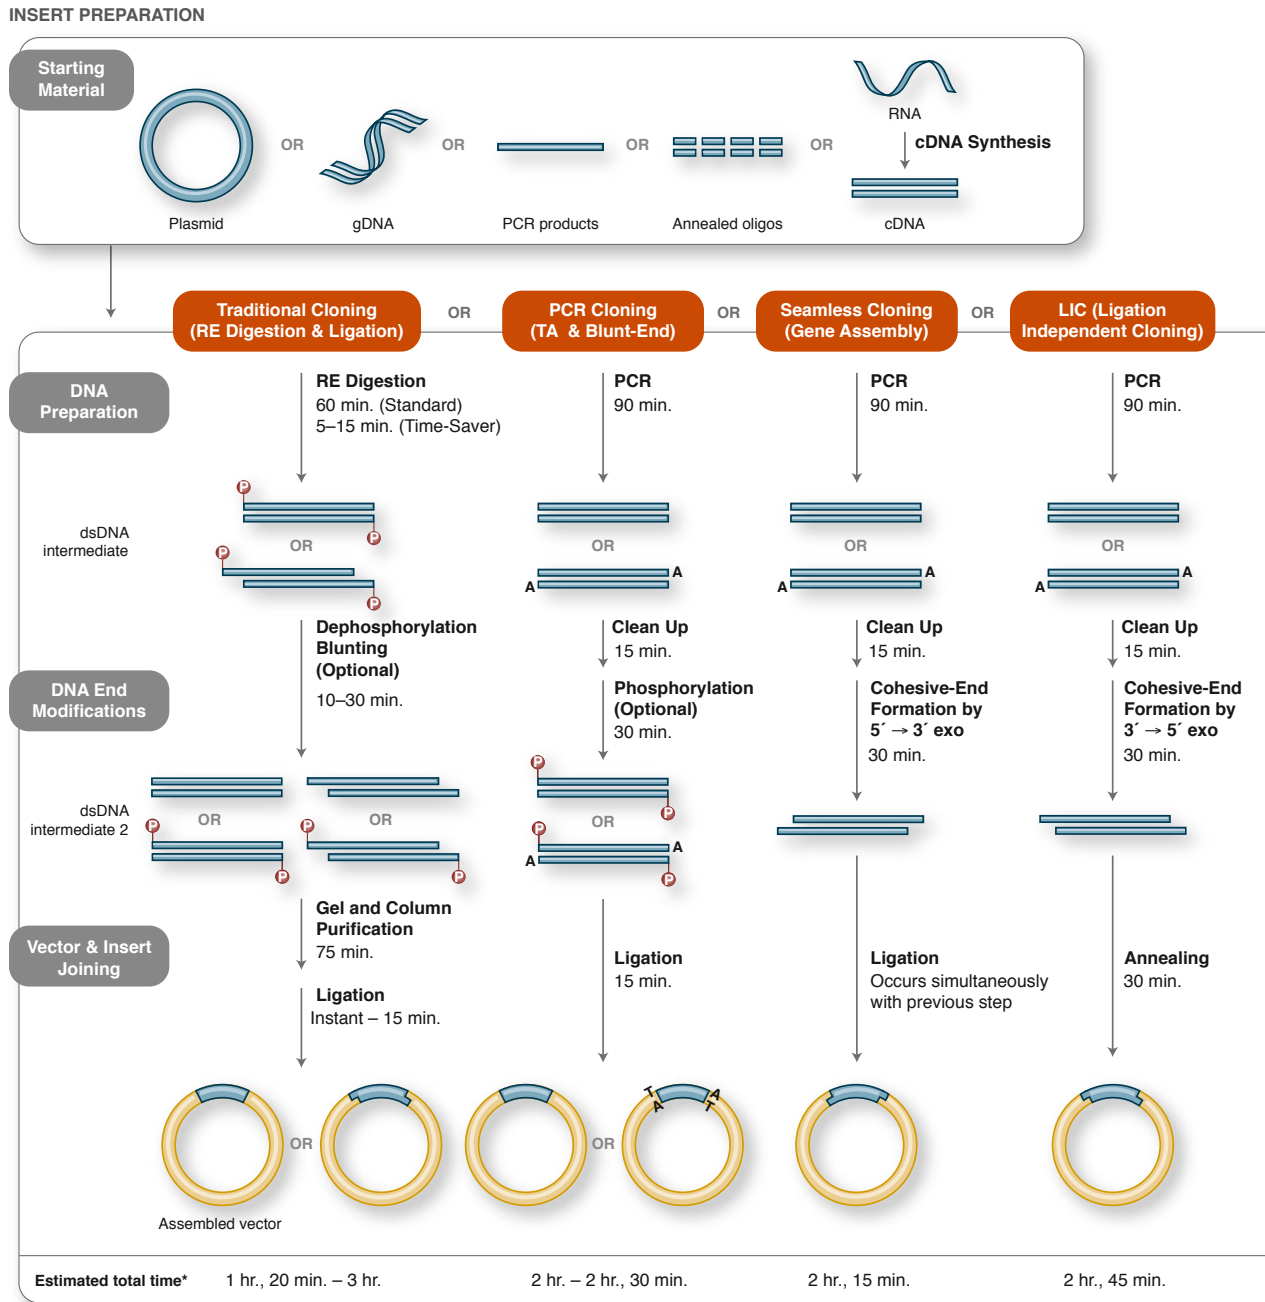 INSERT PREPARATION
Starting
Material
OR
OR
OR
OR
RNA
cDNA Synthesis
Plasmid
gDNA
PCR products
Annealed oligos
cDNA
Traditional Cloning
(RE Digestion & Ligation)
OR
PCR Cloning
(TA & Blunt-End)
OR
Seamless Cloning
(Gene Assembly)
OR
LIC (Ligation
Independent Cloning)
DNA
Preparation
RE Digestion
60 min. (Standard)
5–15 min. (Time-Saver)
PCR
90 min.
PCR
90 min.
PCR
90 min.
dsDNA
intermediate
P
P
OR
P
P
OR
A
A
OR
A
A
OR
A
A
Dephosphorylation
Blunting
(Optional)
10–30 min.
Clean Up
15 min.
Clean Up
15 min.
Clean Up
15 min.
DNA End
Modifications
Phosphorylation
(Optional)
30 min.
Cohesive-End
Formation by
5´ → 3´ exo
30 min.
Cohesive-End
Formation by
3´ → 5´ exo
30 min.
dsDNA
intermediate 2
OR
OR
P
P
P
P
P
P
OR
P
A
A
P
Gel and Column
Purification
75 min.
Vector & Insert
Joining
Ligation
Instant – 15 min.
Ligation
15 min.
Ligation
Occurs simultaneously
with previous step
Annealing
30 min.
OR
OR
T
A
A
T
Assembled vector
Estimated total time*
1 hr., 20 min. – 3 hr.
2 hr. – 2 hr., 30 min.
2 hr., 15 min.
2 hr., 45 min.